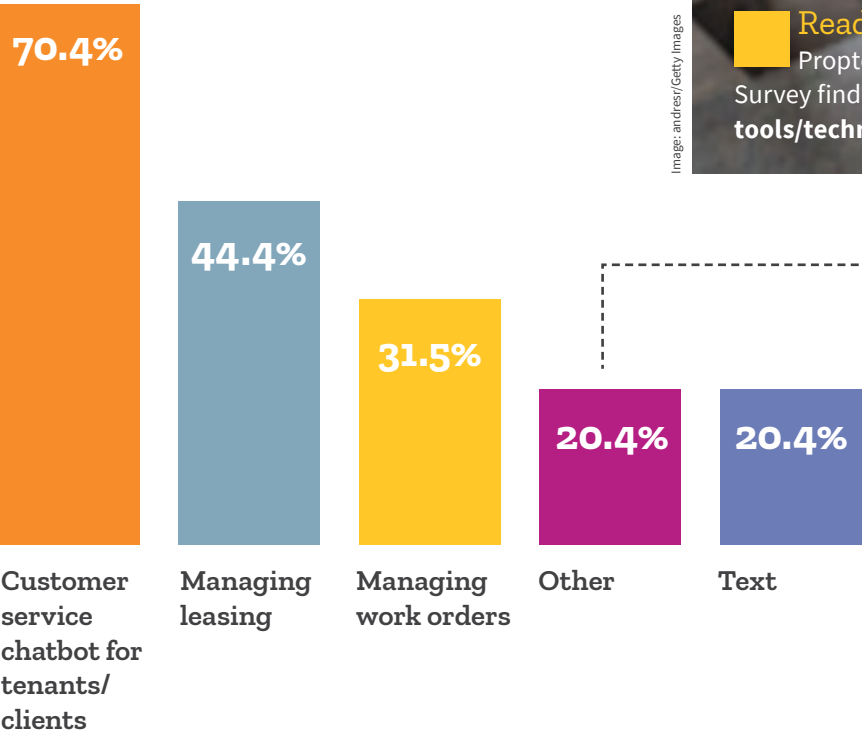 70.4%
44.4%
31.5%
20.4%
20.4%
Customer
service
chatbot for
tenants/
clients
Managing
leasing
Managing
work orders
Other
Text
Image: andresr/Getty Images
Read
Survey find